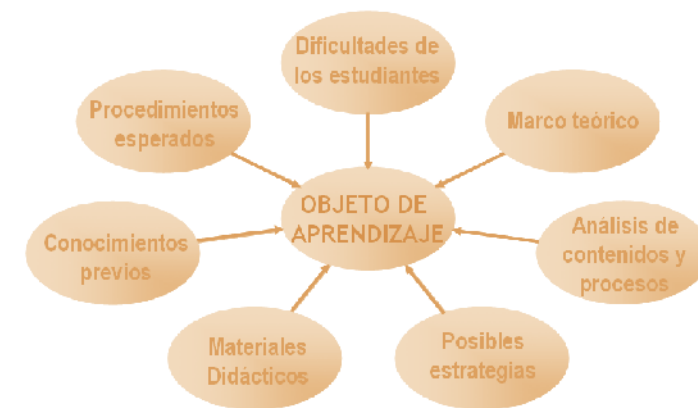 Dificultades de
los estudiantes
Procedimientos
esperados
Marco teórico
OBJETO DE
APRENDIZAJE
Conocimientos
previos
Análisis de
contenidos y
procesos
Materiales
Didácticos
Posibles
estrategias